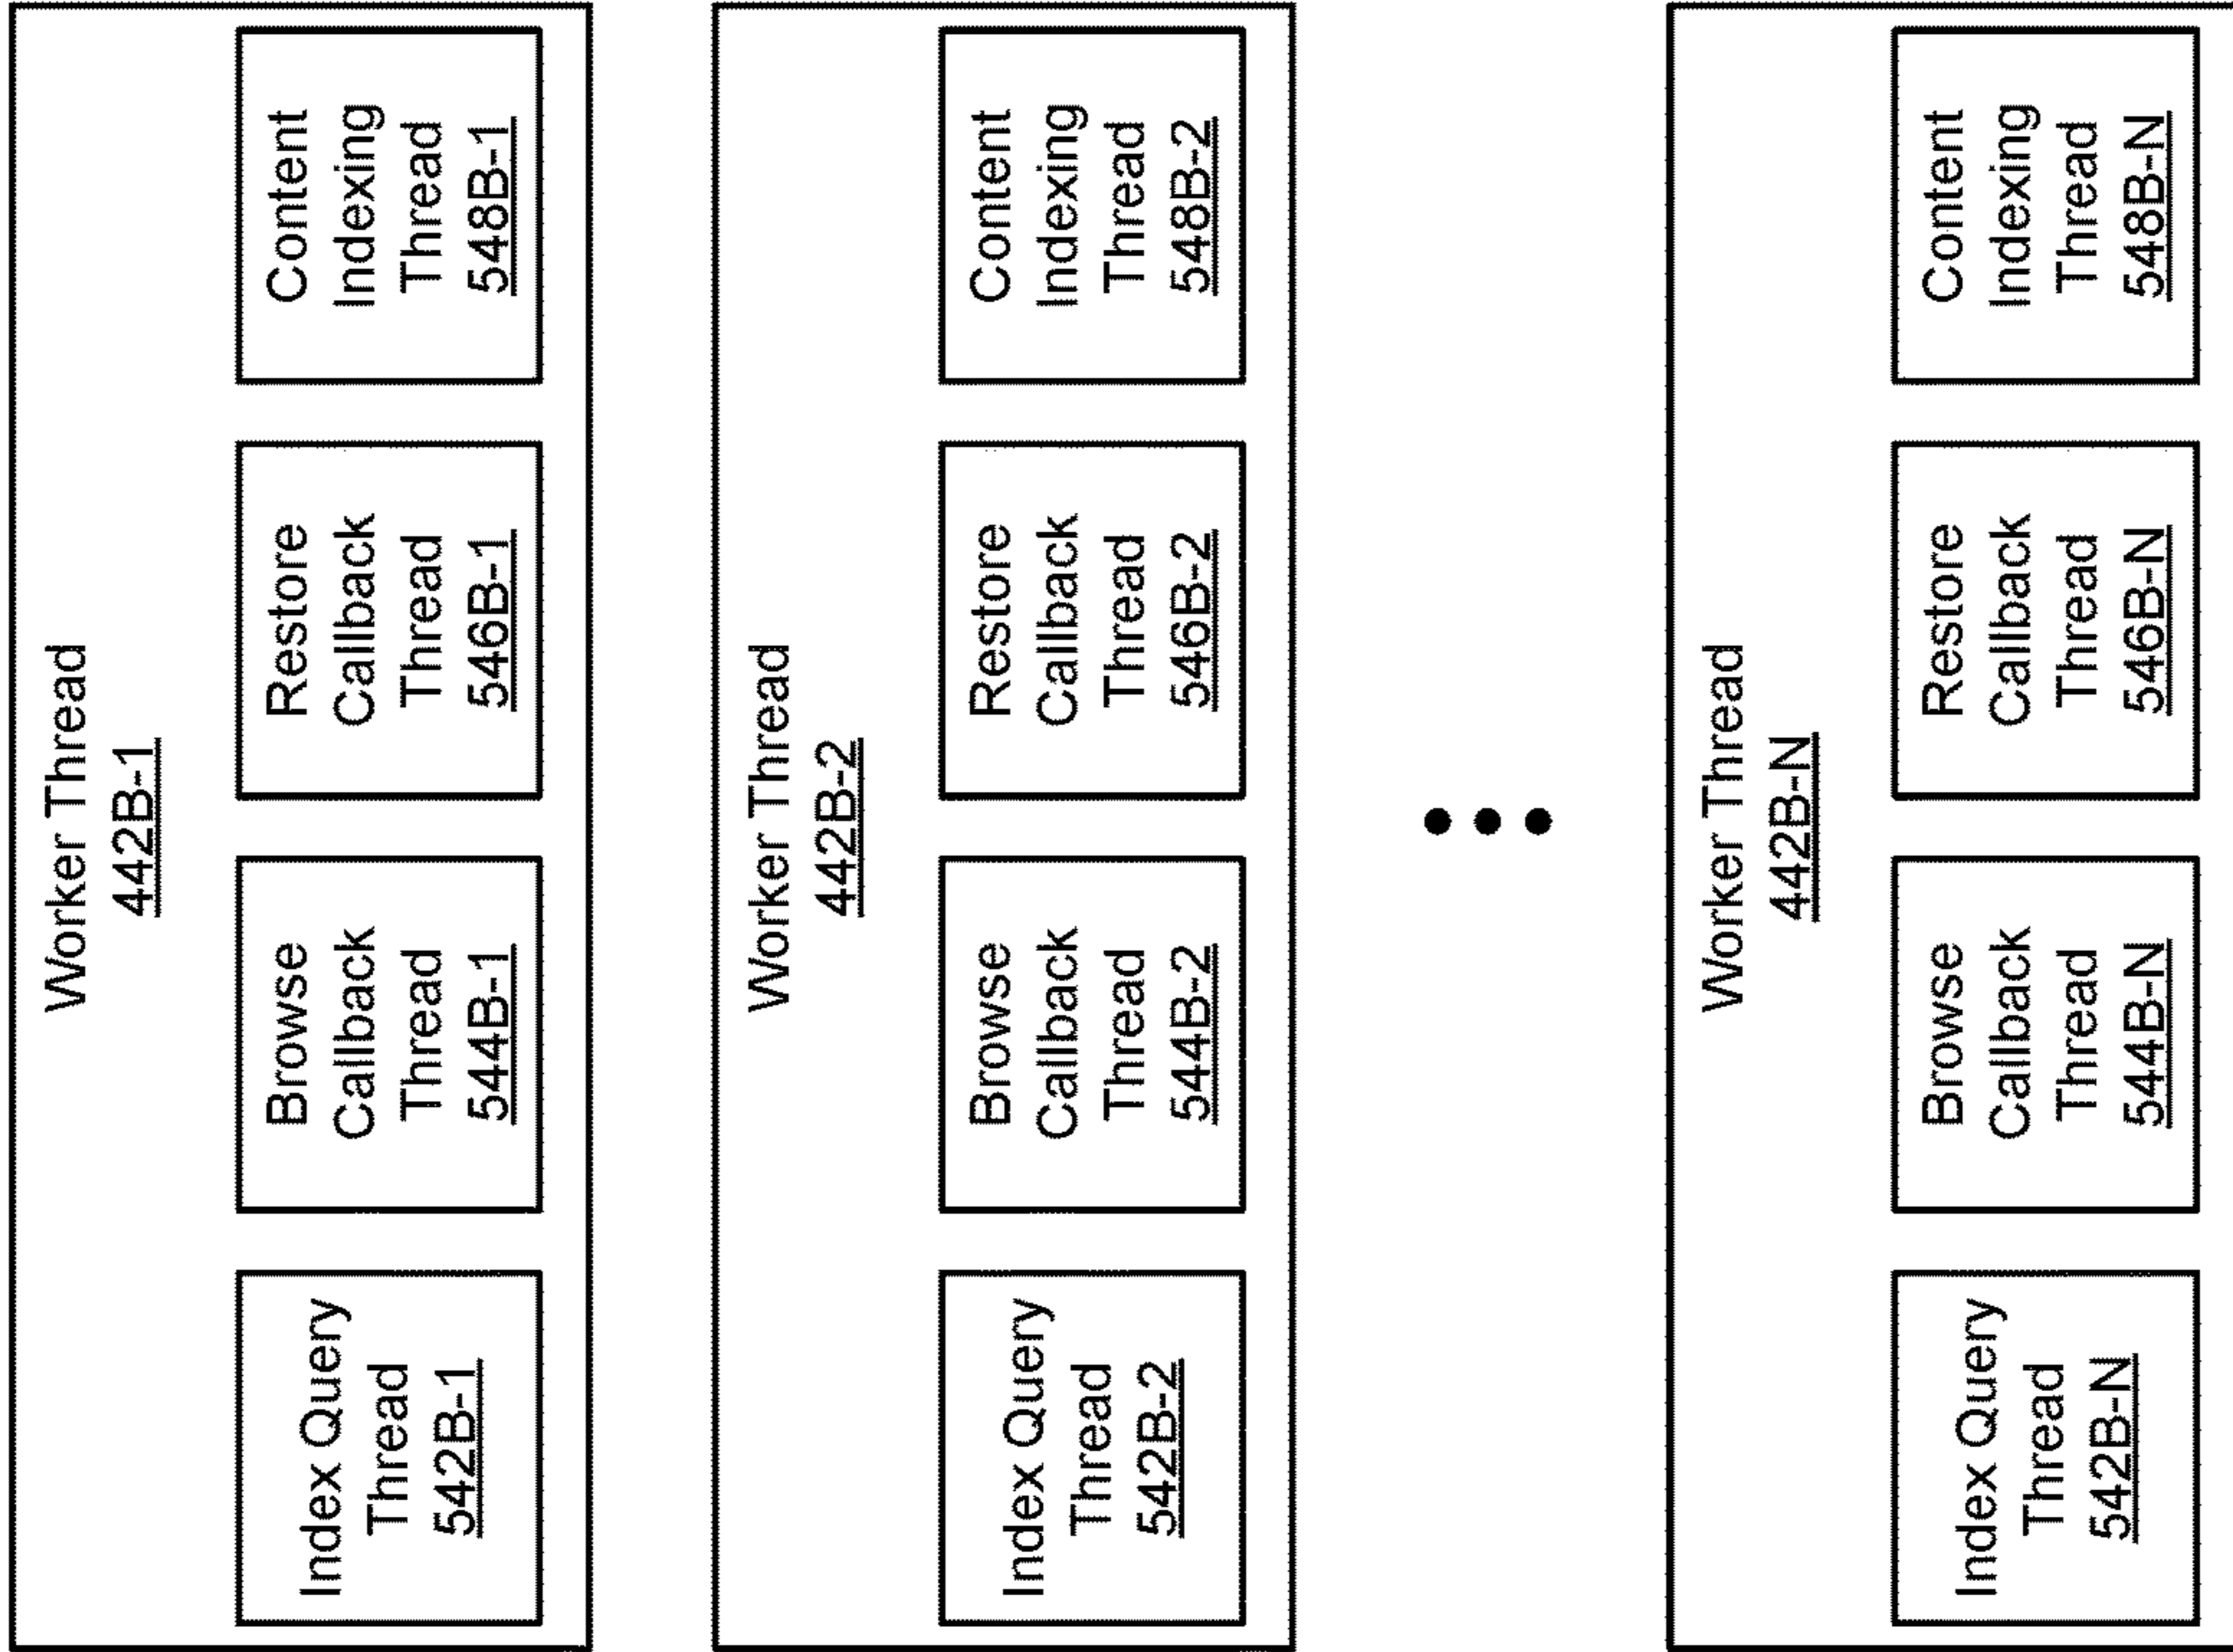 Worker Thread
442B-1
Index Query
Thread
542B-1
Browse
Callback
Thread
544B-1
Restore
Callback
Thread
546B-1
Content
Indexing
Thread
548B-1
Worker Thread
442B-2
Index Query
Thread
542B-2
Browse
Callback
Thread
544B-2
Restore
Callback
Thread
546B-2
Content
Indexing
Thread
548B-2
Worker Thread
442B-N
Index Query
Thread
542B-N
Browse
Callback
Thread
544B-N
Restore
Callback
Thread
546B-N
Content
Indexing
Thread
548B-N